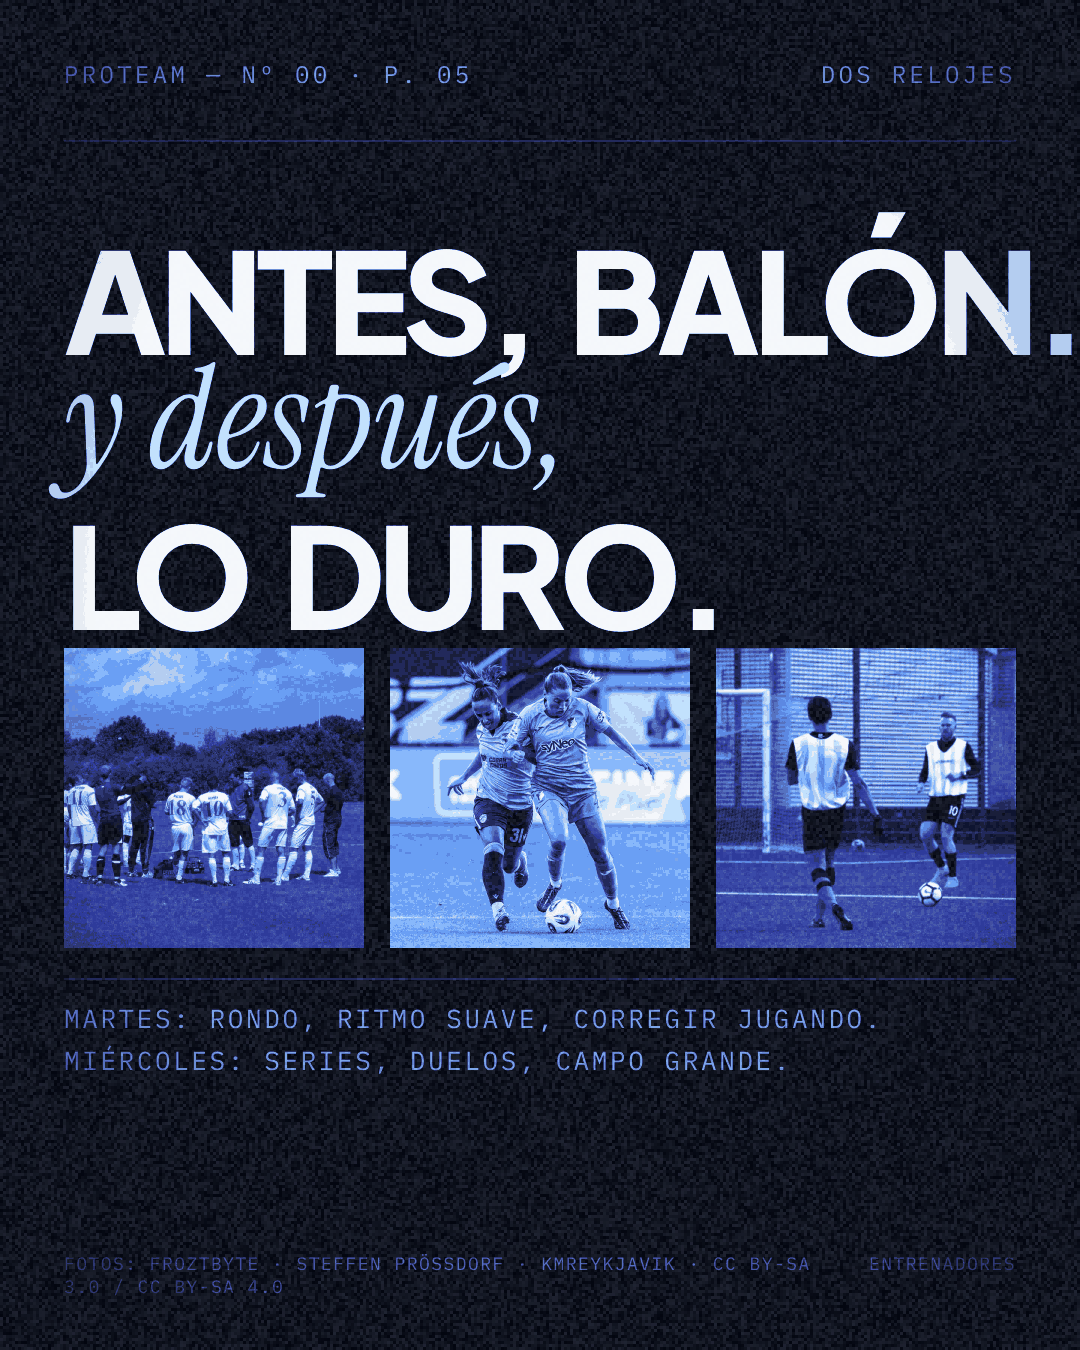 PROTEAM — Nº 00 · P. 05
DOS RELOJES
ANTES, BALÓN.
y después,
LO DURO.
MARTES: RONDO, RITMO SUAVE, CORREGIR JUGANDO.
MIÉRCOLES: SERIES, DUELOS, CAMPO GRANDE.
FOTOS: FROZTBYTE · STEFFEN PRÖSSDORF · KMREYKJAVIK · CC BY-SA
3.0 / CC BY-SA 4.0
ENTRENADORES